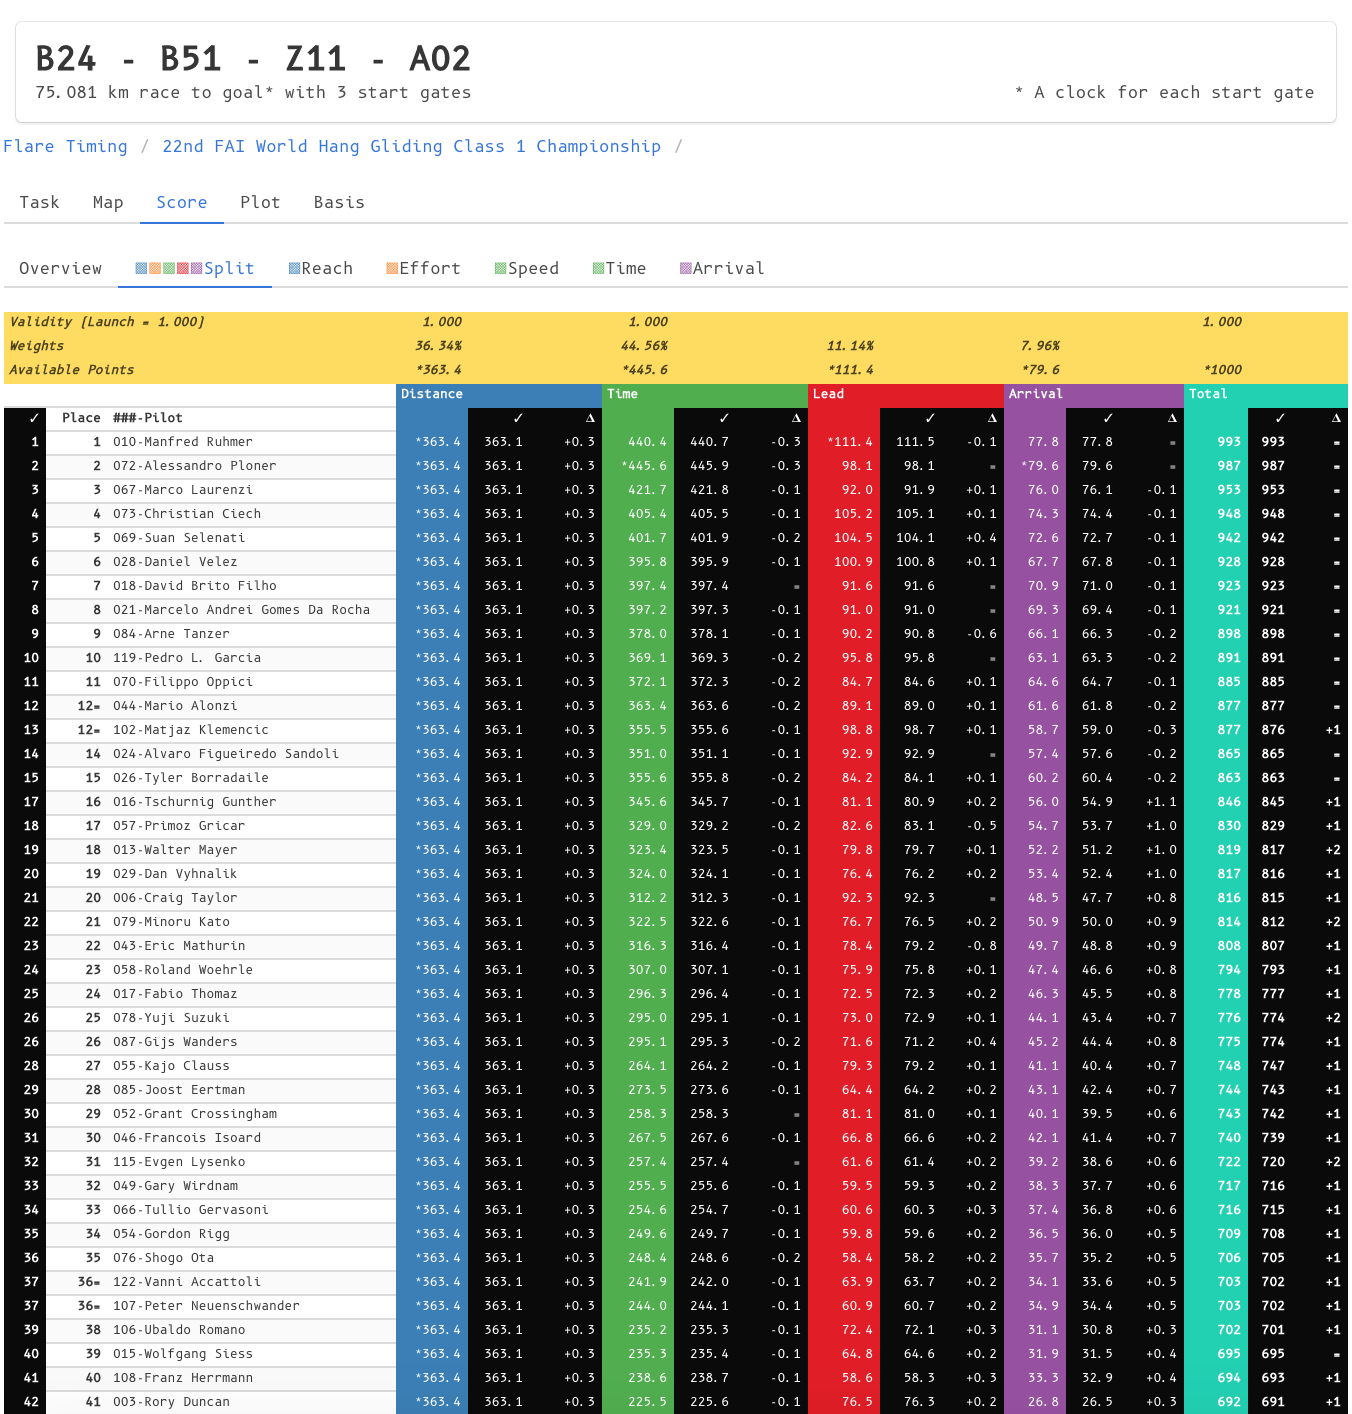 B24 - B51 - Z11 - A02
75.081 km race to goal* with 3 start gates * A clock for each start gate
Flare Timing / 22nd FAI World Hang Gliding Class 1 Championship /
Task Map Score Plot Basis
Overview ▧▧▧▧▧Split ▧Reach ▧Effort ▧Speed ▧Time ▧Arrival
Validity [Launch = 1.000] 1.000 1.000 1.000
Weights 36.34% 44.56% 11.14% 7.96%
Available Points *363.4 *445.6 *111.4 *79.6 *1000
Distance Time Lead Arrival Total
✓ Place ###-Pilot ✓ Δ ✓ Δ ✓ Δ ✓ Δ ✓ Δ
1 1 010-Manfred Ruhmer *363.4 363.1 +0.3 440.4 440.7 -0.3 *111.4 111.5 -0.1 77.8 77.8 = 993 993 =
2 2 072-Alessandro Ploner *363.4 363.1 +0.3 *445.6 445.9 -0.3 98.1 98.1 = *79.6 79.6 = 987 987 =
3 3 067-Marco Laurenzi *363.4 363.1 +0.3 421.7 421.8 -0.1 92.0 91.9 +0.1 76.0 76.1 -0.1 953 953 =
4 4 073-Christian Ciech *363.4 363.1 +0.3 405.4 405.5 -0.1 105.2 105.1 +0.1 74.3 74.4 -0.1 948 948 =
5 5 069-Suan Selenati *363.4 363.1 +0.3 401.7 401.9 -0.2 104.5 104.1 +0.4 72.6 72.7 -0.1 942 942 =
6 6 028-Daniel Velez *363.4 363.1 +0.3 395.8 395.9 -0.1 100.9 100.8 +0.1 67.7 67.8 -0.1 928 928 =
7 7 018-David Brito Filho *363.4 363.1 +0.3 397.4 397.4 = 91.6 91.6 = 70.9 71.0 -0.1 923 923 =
8 8 021-Marcelo Andrei Gomes Da Rocha *363.4 363.1 +0.3 397.2 397.3 -0.1 91.0 91.0 = 69.3 69.4 -0.1 921 921 =
9 9 084-Arne Tanzer *363.4 363.1 +0.3 378.0 378.1 -0.1 90.2 90.8 -0.6 66.1 66.3 -0.2 898 898 =
10 10 119-Pedro L. Garcia *363.4 363.1 +0.3 369.1 369.3 -0.2 95.8 95.8 = 63.1 63.3 -0.2 891 891 =
11 11 070-Filippo Oppici *363.4 363.1 +0.3 372.1 372.3 -0.2 84.7 84.6 +0.1 64.6 64.7 -0.1 885 885 =
12 12= 044-Mario Alonzi *363.4 363.1 +0.3 363.4 363.6 -0.2 89.1 89.0 +0.1 61.6 61.8 -0.2 877 877 =
13 12= 102-Matjaz Klemencic *363.4 363.1 +0.3 355.5 355.6 -0.1 98.8 98.7 +0.1 58.7 59.0 -0.3 877 876 +1
14 14 024-Alvaro Figueiredo Sandoli *363.4 363.1 +0.3 351.0 351.1 -0.1 92.9 92.9 = 57.4 57.6 -0.2 865 865 =
15 15 026-Tyler Borradaile *363.4 363.1 +0.3 355.6 355.8 -0.2 84.2 84.1 +0.1 60.2 60.4 -0.2 863 863 =
17 16 016-Tschurnig Gunther *363.4 363.1 +0.3 345.6 345.7 -0.1 81.1 80.9 +0.2 56.0 54.9 +1.1 846 845 +1
18 17 057-Primoz Gricar *363.4 363.1 +0.3 329.0 329.2 -0.2 82.6 83.1 -0.5 54.7 53.7 +1.0 830 829 +1
19 18 013-Walter Mayer *363.4 363.1 +0.3 323.4 323.5 -0.1 79.8 79.7 +0.1 52.2 51.2 +1.0 819 817 +2
20 19 029-Dan Vyhnalik *363.4 363.1 +0.3 324.0 324.1 -0.1 76.4 76.2 +0.2 53.4 52.4 +1.0 817 816 +1
21 20 006-Craig Taylor *363.4 363.1 +0.3 312.2 312.3 -0.1 92.3 92.3 = 48.5 47.7 +0.8 816 815 +1
22 21 079-Minoru Kato *363.4 363.1 +0.3 322.5 322.6 -0.1 76.7 76.5 +0.2 50.9 50.0 +0.9 814 812 +2
23 22 043-Eric Mathurin *363.4 363.1 +0.3 316.3 316.4 -0.1 78.4 79.2 -0.8 49.7 48.8 +0.9 808 807 +1
24 23 058-Roland Woehrle *363.4 363.1 +0.3 307.0 307.1 -0.1 75.9 75.8 +0.1 47.4 46.6 +0.8 794 793 +1
25 24 017-Fabio Thomaz *363.4 363.1 +0.3 296.3 296.4 -0.1 72.5 72.3 +0.2 46.3 45.5 +0.8 778 777 +1
26 25 078-Yuji Suzuki *363.4 363.1 +0.3 295.0 295.1 -0.1 73.0 72.9 +0.1 44.1 43.4 +0.7 776 774 +2
26 26 087-Gijs Wanders *363.4 363.1 +0.3 295.1 295.3 -0.2 71.6 71.2 +0.4 45.2 44.4 +0.8 775 774 +1
28 27 055-Kajo Clauss *363.4 363.1 +0.3 264.1 264.2 -0.1 79.3 79.2 +0.1 41.1 40.4 +0.7 748 747 +1
29 28 085-Joost Eertman *363.4 363.1 +0.3 273.5 273.6 -0.1 64.4 64.2 +0.2 43.1 42.4 +0.7 744 743 +1
30 29 052-Grant Crossingham *363.4 363.1 +0.3 258.3 258.3 = 81.1 81.0 +0.1 40.1 39.5 +0.6 743 742 +1
31 30 046-Francois Isoard *363.4 363.1 +0.3 267.5 267.6 -0.1 66.8 66.6 +0.2 42.1 41.4 +0.7 740 739 +1
32 31 115-Evgen Lysenko *363.4 363.1 +0.3 257.4 257.4 = 61.6 61.4 +0.2 39.2 38.6 +0.6 722 720 +2
33 32 049-Gary Wirdnam *363.4 363.1 +0.3 255.5 255.6 -0.1 59.5 59.3 +0.2 38.3 37.7 +0.6 717 716 +1
34 33 066-Tullio Gervasoni *363.4 363.1 +0.3 254.6 254.7 -0.1 60.6 60.3 +0.3 37.4 36.8 +0.6 716 715 +1
35 34 054-Gordon Rigg *363.4 363.1 +0.3 249.6 249.7 -0.1 59.8 59.6 +0.2 36.5 36.0 +0.5 709 708 +1
36 35 076-Shogo Ota *363.4 363.1 +0.3 248.4 248.6 -0.2 58.4 58.2 +0.2 35.7 35.2 +0.5 706 705 +1
37 36= 122-Vanni Accattoli *363.4 363.1 +0.3 241.9 242.0 -0.1 63.9 63.7 +0.2 34.1 33.6 +0.5 703 702 +1
37 36= 107-Peter Neuenschwander *363.4 363.1 +0.3 244.0 244.1 -0.1 60.9 60.7 +0.2 34.9 34.4 +0.5 703 702 +1
39 38 106-Ubaldo Romano *363.4 363.1 +0.3 235.2 235.3 -0.1 72.4 72.1 +0.3 31.1 30.8 +0.3 702 701 +1
40 39 015-Wolfgang Siess *363.4 363.1 +0.3 235.3 235.4 -0.1 64.8 64.6 +0.2 31.9 31.5 +0.4 695 695 =
41 40 108-Franz Herrmann *363.4 363.1 +0.3 238.6 238.7 -0.1 58.6 58.3 +0.3 33.3 32.9 +0.4 694 693 +1
42 41 003-Rory Duncan *363.4 363.1 +0.3 225.5 225.6 -0.1 76.5 76.3 +0.2 26.8 26.5 +0.3 692 691 +1